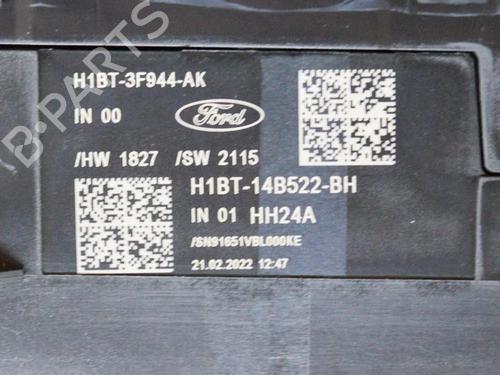 B-PARTS
H1BT-3F944-AK
IN 00
Ford
/HW 1827 /SW 2115
H1BT-14B522-BH
IN 01 HH24A
/SN91651VBL000KE
21.02.2022 12:47